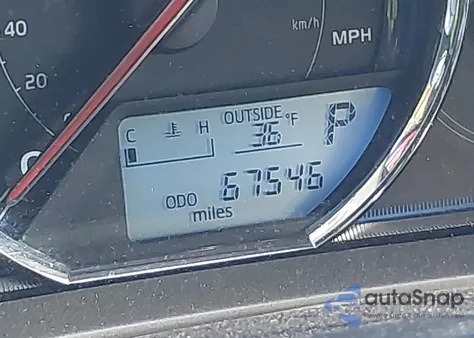 40
20
km/h
MPH
C H
OUTSIDE
36 °F
P
ODO 67546
miles
autoSnap